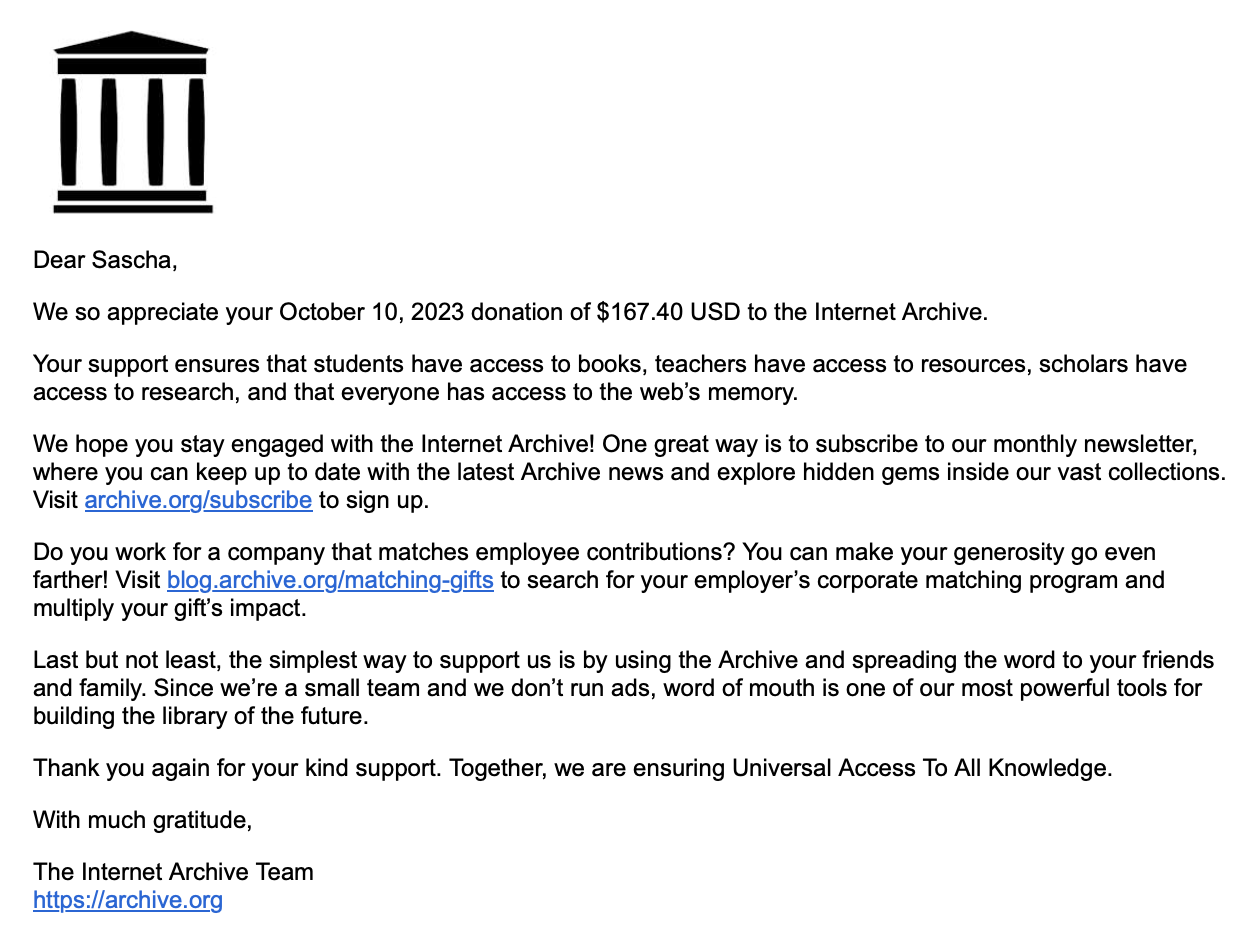 Dear Sascha,
We so appreciate your October 10, 2023 donation of $167.40 USD to the Internet Archive.
Your support ensures that students have access to books, teachers have access to resources, scholars have
access to research, and that everyone has access to the web’s memory.
We hope you stay engaged with the Internet Archive! One great way is to subscribe to our monthly newsletter,
where you can keep up to date with the latest Archive news and explore hidden gems inside our vast collections.
Visit archive.org/subscribe to sign up.
Do you work for a company that matches employee contributions? You can make your generosity go even
farther! Visit blog.archive.org/matching-gifts to search for your employer’s corporate matching program and
multiply your gift’s impact.
Last but not least, the simplest way to support us is by using the Archive and spreading the word to your friends
and family. Since we’re a small team and we don’t run ads, word of mouth is one of our most powerful tools for
building the library of the future.
Thank you again for your kind support. Together, we are ensuring Universal Access To All Knowledge.
With much gratitude,
The Internet Archive Team
https://archive.org